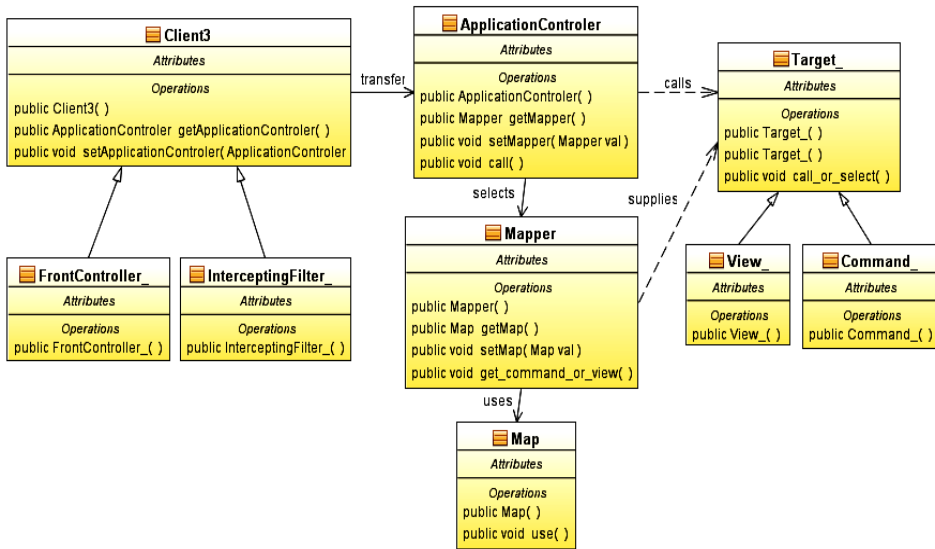 Client3
Attributes
Operations
public Client3( )
public ApplicationControler getApplicationControler( )
public void setApplicationControler( ApplicationControler
transfer
ApplicationControler
Attributes
Operations
public ApplicationControler( )
public Mapper getMapper( )
public void setMapper( Mapper val )
public void call( )
calls
Target_
Attributes
Operations
public Target_( )
public Target_( )
public void call_or_select( )
selects
supplies
FrontController_
Attributes
Operations
public FrontController_( )
InterceptingFilter_
Attributes
Operations
public InterceptingFilter_( )
Mapper
Attributes
Operations
public Mapper( )
public Map getMap( )
public void setMap( Map val )
public void get_command_or_view( )
View_
Attributes
Operations
public View_( )
Command_
Attributes
Operations
public Command_( )
uses
Map
Attributes
Operations
public Map( )
public void use( )